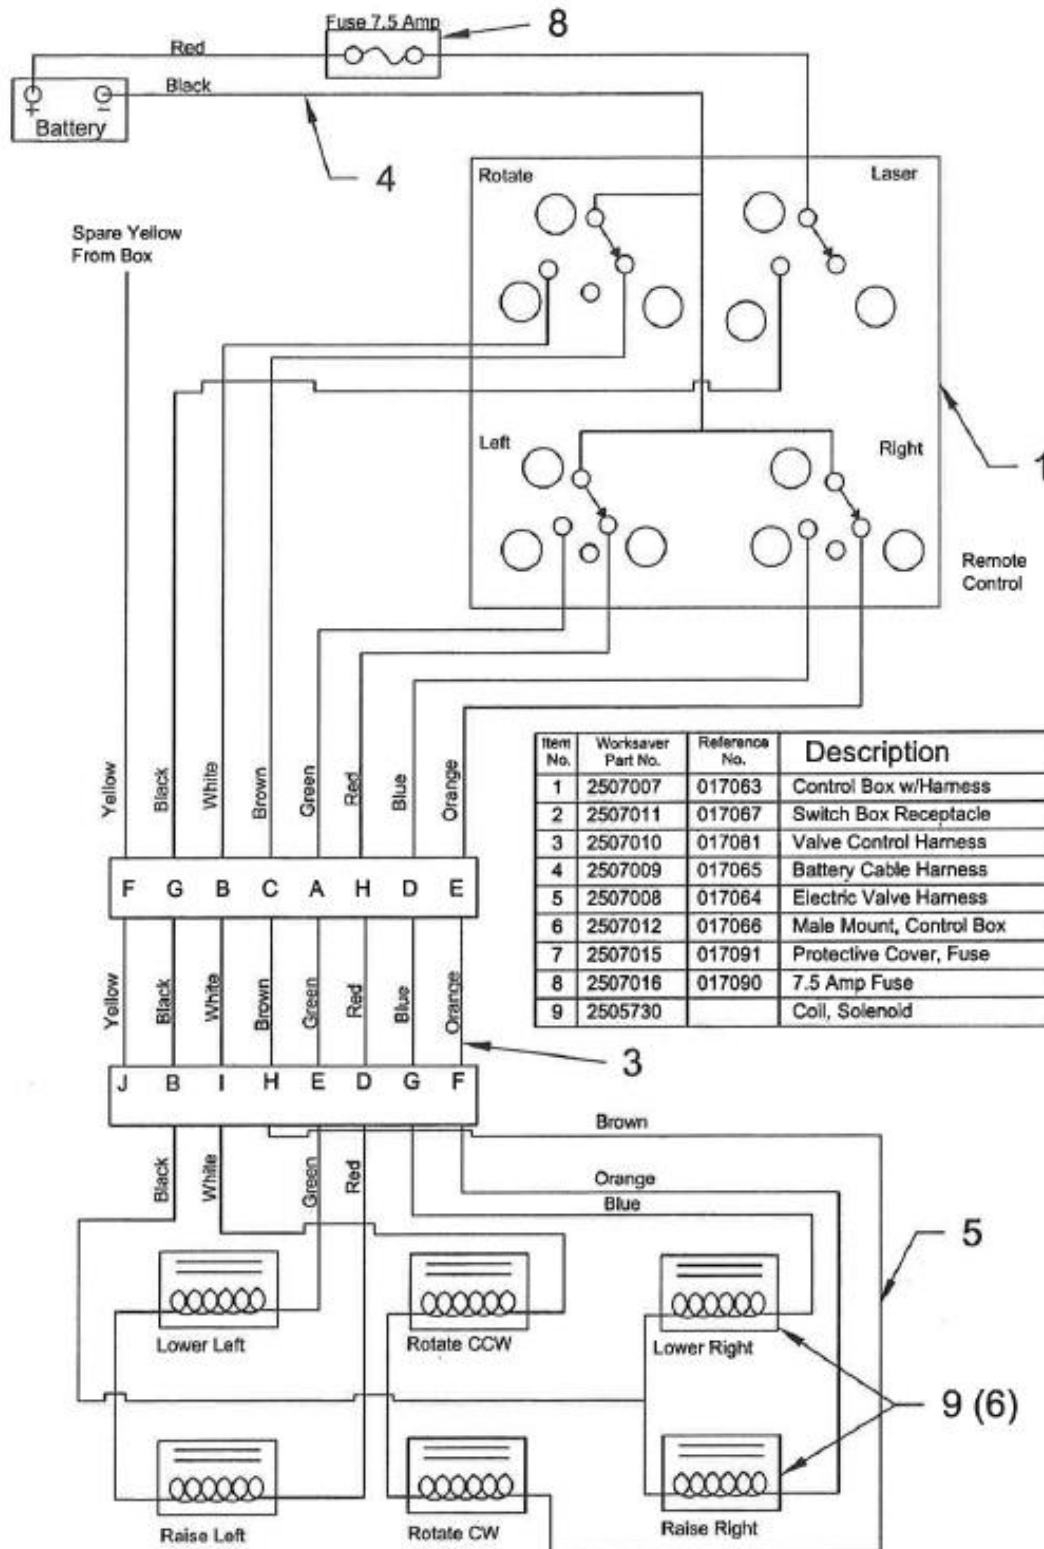 Fuse 7.5 Amp
8
Red
Black
+
-
Battery
4
Rotate
Laser
Spare Yellow
From Box
Left
Right
1
Remote
Control
Yellow
Black
White
Brown
Green
Red
Blue
Orange
Item No. Worksaver Part No. Reference No. Description
1 2507007 017063 Control Box w/Harness
2 2507011 017067 Switch Box Receptacle
3 2507010 017081 Valve Control Harness
4 2507009 017065 Battery Cable Harness
5 2507008 017064 Electric Valve Harness
6 2507012 017066 Male Mount, Control Box
7 2507015 017091 Protective Cover, Fuse
8 2507016 017090 7.5 Amp Fuse
9 2505730 Coil, Solenoid
F G B C A H D E
Yellow
Black
White
Brown
Green
Red
Blue
Orange
3
J B I H E D G F
Brown
Black
White
Green
Red
Orange
Blue
5
Lower Left
Rotate CCW
Lower Right
9 (6)
Raise Left
Rotate CW
Raise Right